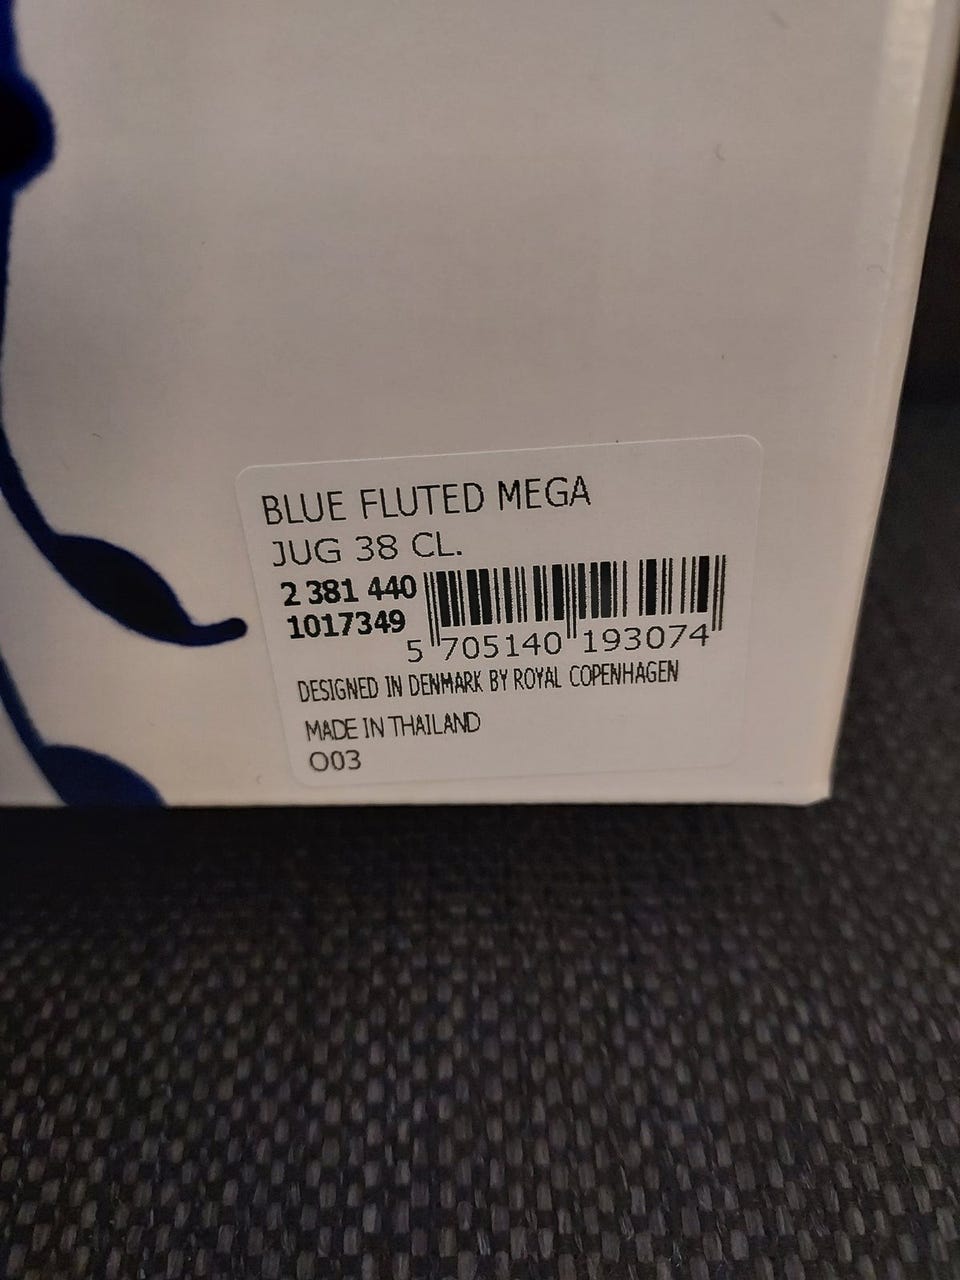 BLUE FLUTED MEGA
JUG 38 CL.
2 381 440
1017349
5 705140 193074
DESIGNED IN DENMARK BY ROYAL COPENHAGEN
MADE IN THAILAND
O03